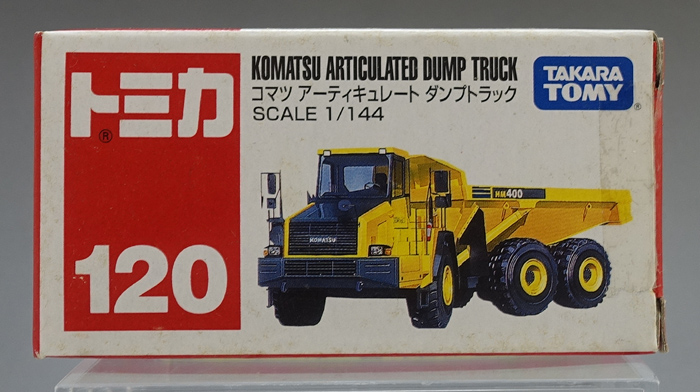 トミカ®
120
KOMATSU ARTICULATED DUMP TRUCK
コマツ アーティキュレート ダンプトラック
SCALE 1/144
TAKARA
TOMY®
HM400
KOMATSU